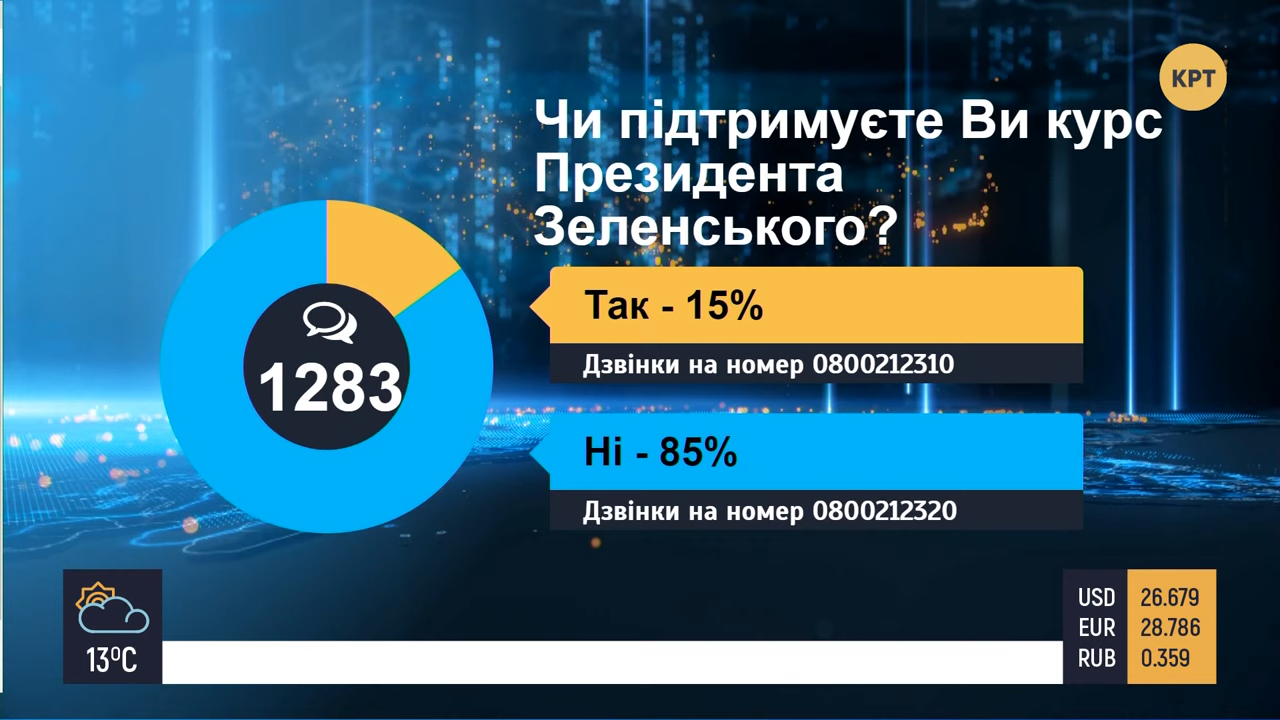 КРТ
Чи підтримуєте Ви курс
Президента
Зеленського?
Так - 15%
Дзвінки на номер 0800212310
1283
Ні - 85%
Дзвінки на номер 0800212320
13ºC
USD 26.679
EUR 28.786
RUB 0.359